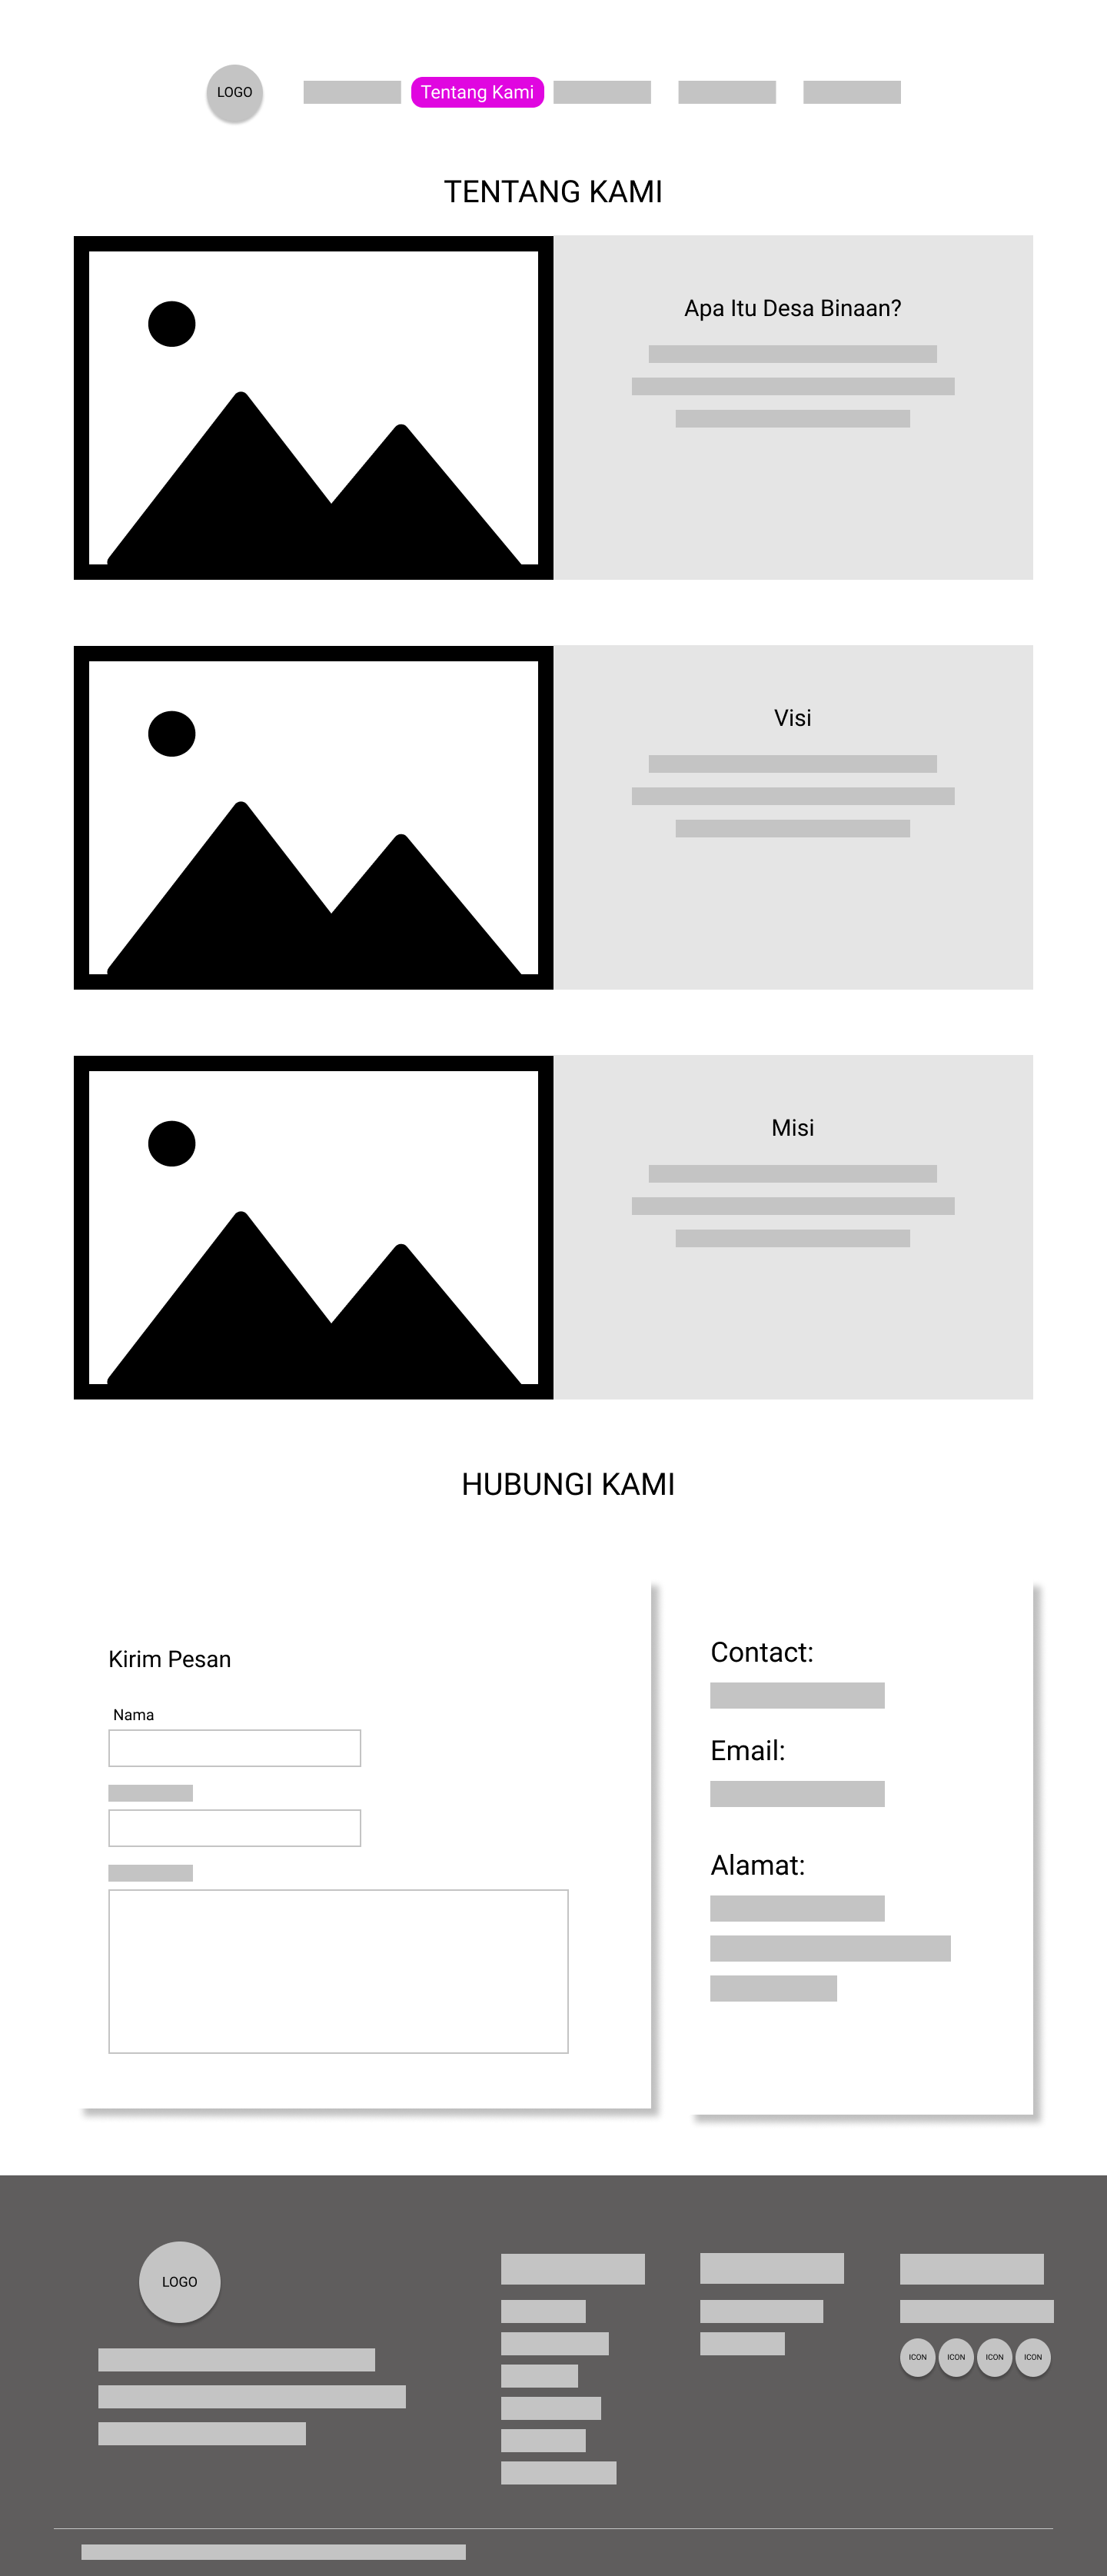 LOGO
Tentang Kami
TENTANG KAMI
Apa Itu Desa Binaan?
Visi
Misi
HUBUNGI KAMI
Kirim Pesan
Nama
Contact:
Email:
Alamat:
LOGO
ICON
ICON
ICON
ICON